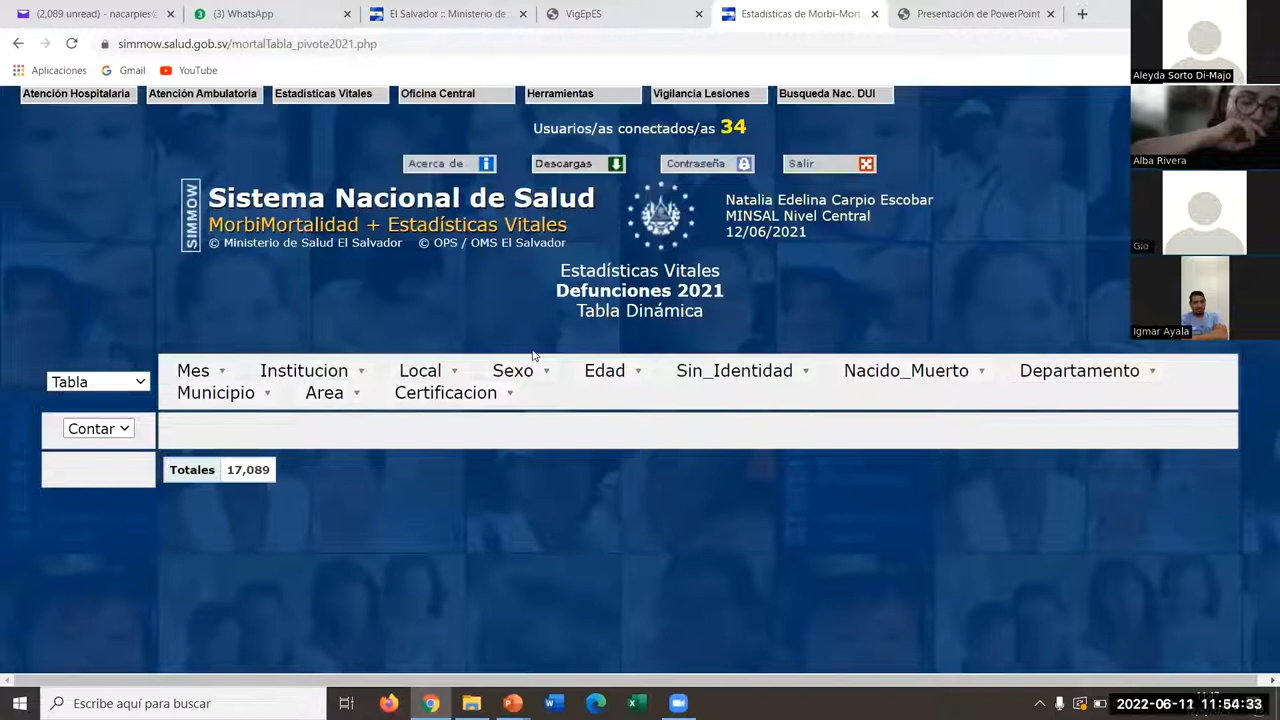 (2,089 unread) - nacarpies@
(3) WhatsApp
El Salvador :: Ministerio de
VigEpES
Estadísticas de Morbi-Mort
Presentación de PowerPoint
simmow.salud.gob.sv/mortalTabla_pivote2021.php
Aplicaciones
Gmail
YouTube
Atención Hospitalaria
Atención Ambulatoria
Estadísticas Vitales
Oficina Central
Herramientas
Vigilancia Lesiones
Busqueda Nac. DUI
Usuarios/as conectados/as 34
Acerca de...
Descargas
Contraseña
Salir
SIMMOW
Sistema Nacional de Salud
MorbiMortalidad + Estadísticas Vitales
© Ministerio de Salud El Salvador © OPS / OMS El Salvador
Natalia Edelina Carpio Escobar
MINSAL Nivel Central
12/06/2021
Estadísticas Vitales
Defunciones 2021
Tabla Dinámica
Tabla
Mes
Institucion
Local
Sexo
Edad
Sin_Identidad
Nacido_Muerto
Departamento
Municipio
Area
Certificacion
Contar
Totales 17,089
Aleyda Sorto Di-Majo
Alba Rivera
Gio
Igmar Ayala
Escribe aquí para buscar
2022-06-11 11:54:33